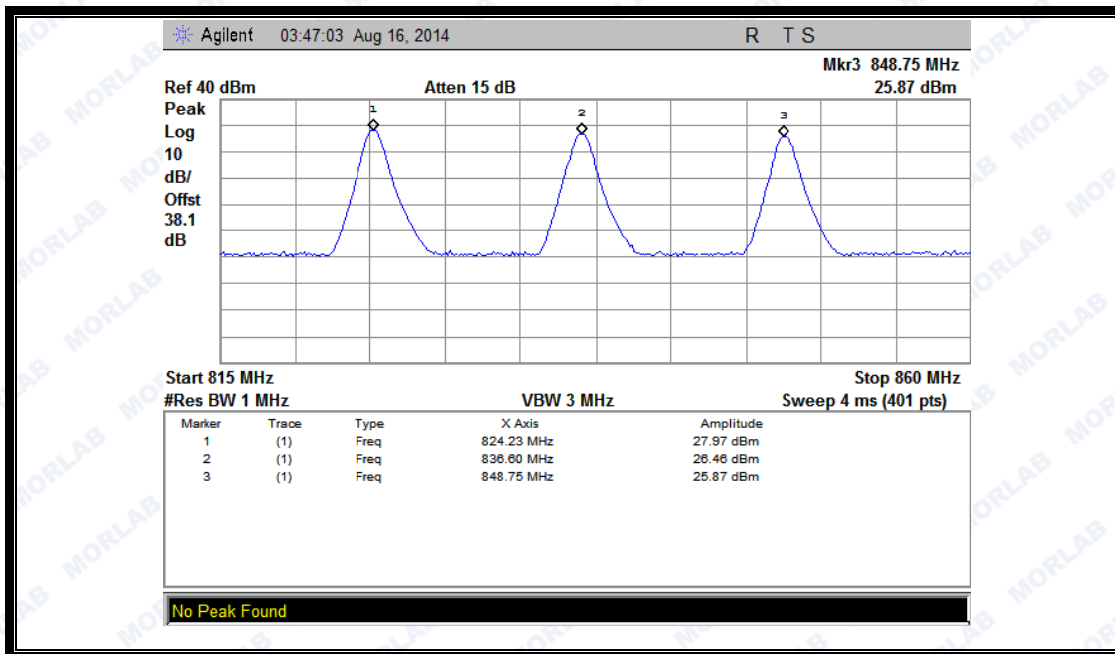 Agilent 03:47:03 Aug 16, 2014 R T S
Mkr3 848.75 MHz
Ref 40 dBm Atten 15 dB 25.87 dBm
Peak
Log
10
dB/
Offst
38.1
dB
1
2
3
Start 815 MHz Stop 860 MHz
#Res BW 1 MHz VBW 3 MHz Sweep 4 ms (401 pts)
Marker Trace Type X Axis Amplitude
1 (1) Freq 824.23 MHz 27.97 dBm
2 (1) Freq 836.60 MHz 26.46 dBm
3 (1) Freq 848.75 MHz 25.87 dBm
No Peak Found
MORLAB